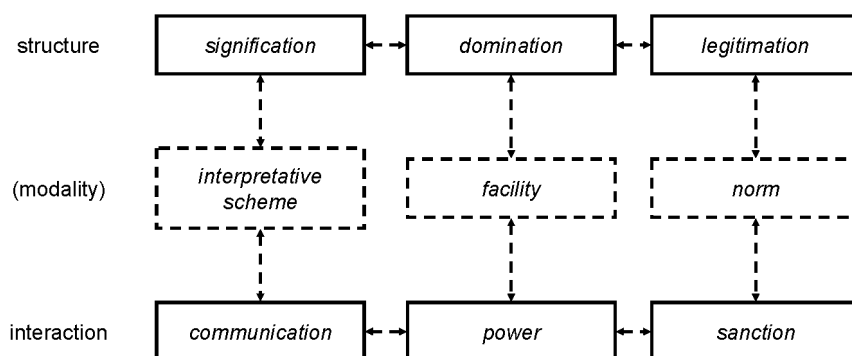 structure signification domination legitimation
(modality) interpretative scheme facility norm
interaction communication power sanction